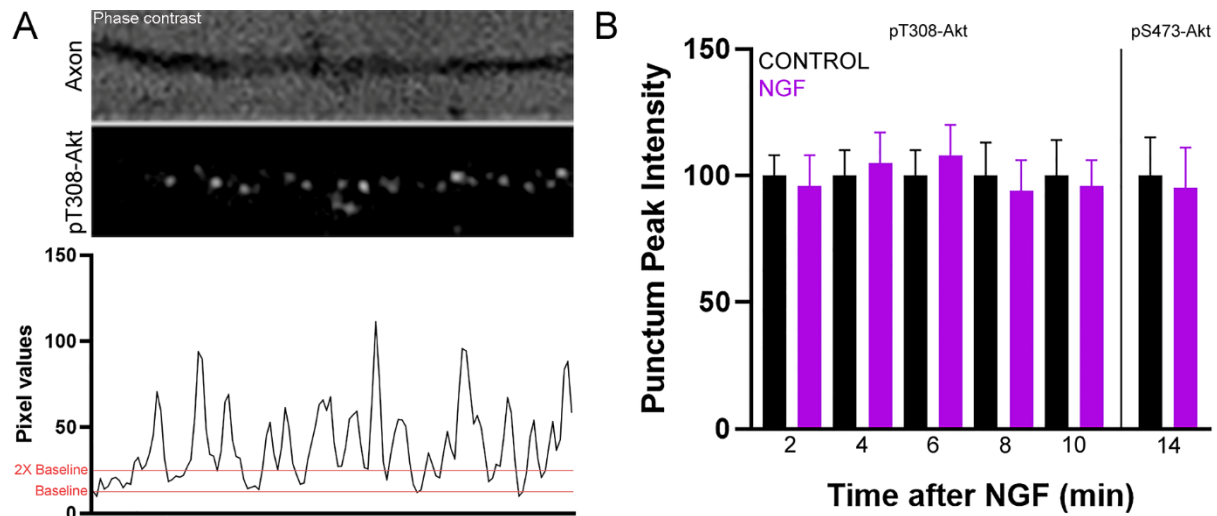 A
Phase contrast
Axon
pT308-Akt
150
100
50
0
Pixel values
2X Baseline
Baseline
B
pT308-Akt
pS473-Akt
CONTROL
NGF
150
100
50
0
Punctum Peak Intensity
2 4 6 8 10 14
Time after NGF (min)